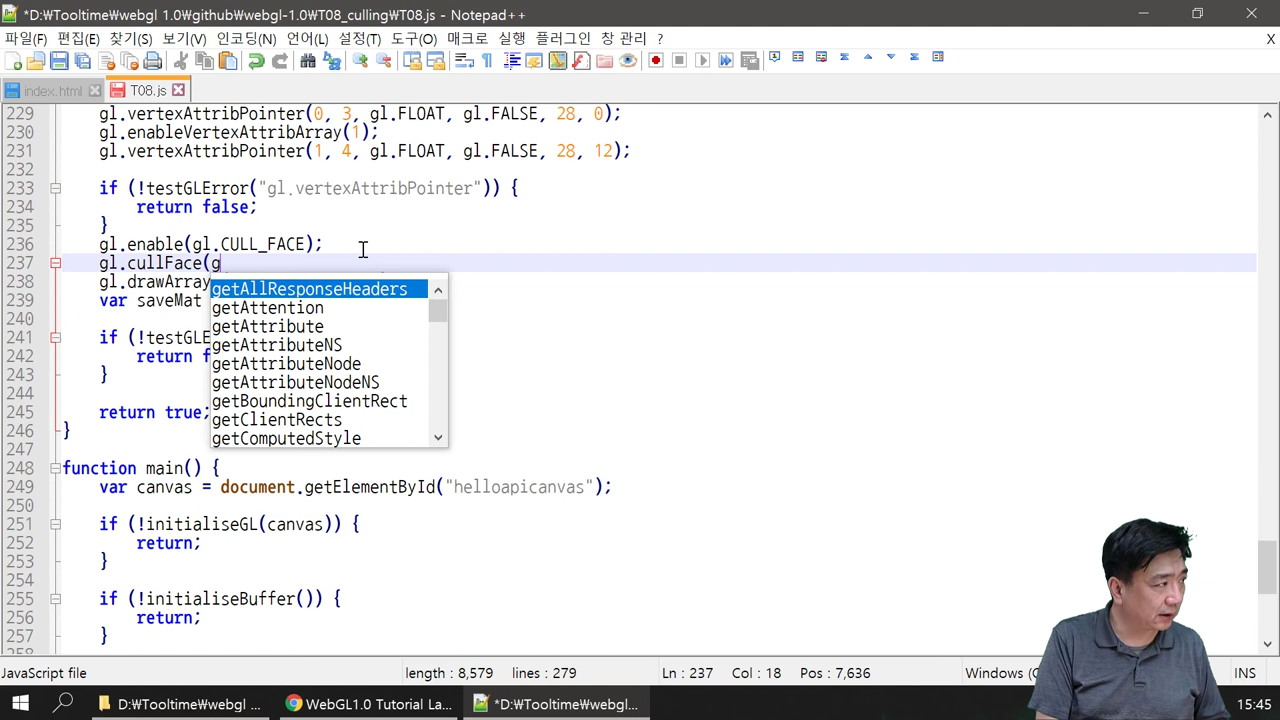 *D:₩Tooltime₩webgl 1.0₩github₩webgl-1.0₩T08_culling₩T08.js - Notepad++
파일(F) 편집(E) 찾기(S) 보기(V) 인코딩(N) 언어(L) 설정(T) 도구(O) 매크로 실행 플러그인 창 관리 ? X
index.html T08.js
229 gl.vertexAttribPointer(0, 3, gl.FLOAT, gl.FALSE, 28, 0);
230 gl.enableVertexAttribArray(1);
231 gl.vertexAttribPointer(1, 4, gl.FLOAT, gl.FALSE, 28, 12);
232
233 if (!testGLError("gl.vertexAttribPointer")) {
234 return false;
235 }
236 gl.enable(gl.CULL_FACE);
237 gl.cullFace(g
238 gl.drawArray
239 var saveMat
240
241 if (!testGLE
242 return f
243 }
244
245 return true;
246 }
247
248 function main() {
249 var canvas = document.getElementById("helloapicanvas");
250
251 if (!initialiseGL(canvas)) {
252 return;
253 }
254
255 if (!initialiseBuffer()) {
256 return;
257 }
getAllResponseHeaders
getAttention
getAttribute
getAttributeNS
getAttributeNode
getAttributeNodeNS
getBoundingClientRect
getClientRects
getComputedStyle
JavaScript file length : 8,579 lines : 279 Ln : 237 Col : 18 Pos : 7,636 Windows INS
D:₩Tooltime₩webgl ... WebGL1.0 Tutorial La... *D:₩Tooltime₩webgl... 15:45